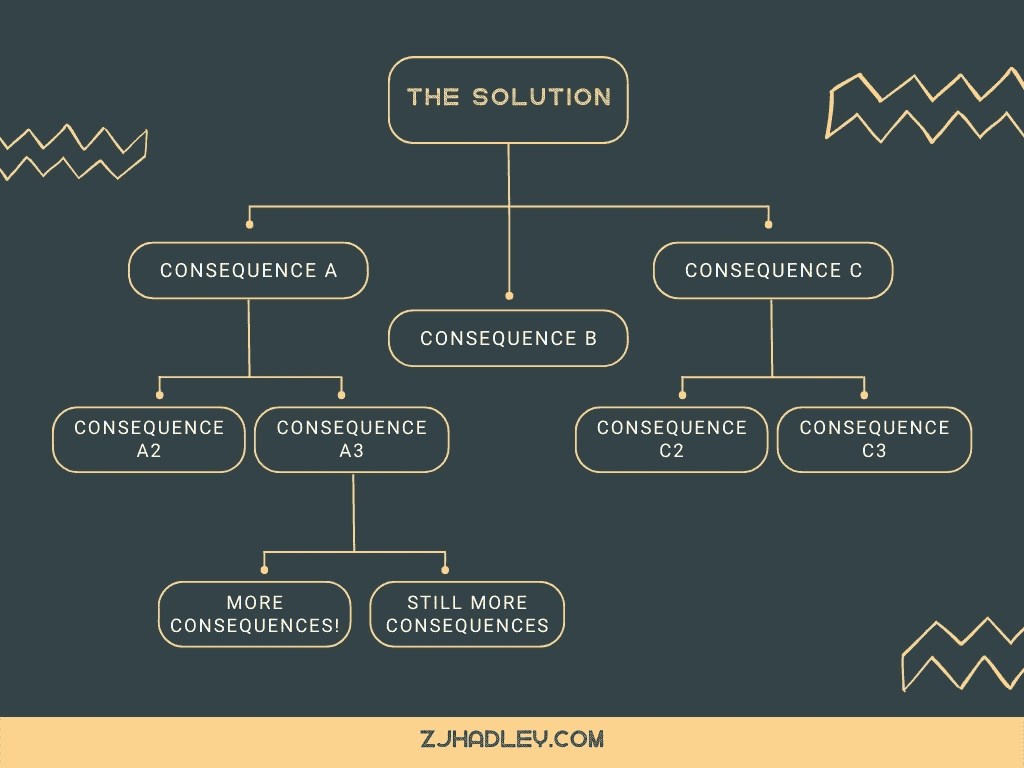 THE SOLUTION
CONSEQUENCE A
CONSEQUENCE C
CONSEQUENCE B
CONSEQUENCE
A2
CONSEQUENCE
A3
CONSEQUENCE
C2
CONSEQUENCE
C3
MORE
CONSEQUENCES!
STILL MORE
CONSEQUENCES
ZJHADLEY.COM